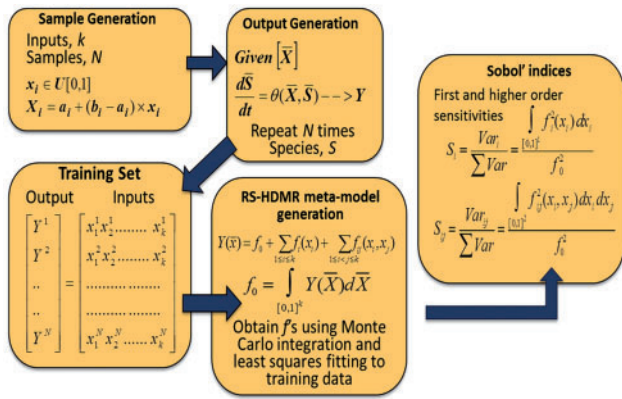 Sample Generation
Inputs, k
Samples, N
x_i ∈ U[0,1]
X_i = a_i + (b_i − a_i) × x_i
Output Generation
Given [X̄]
dS̄/dt = θ(X̄, S̄) --> Y
Repeat N times
Species, S
Training Set
Output Inputs
[Y^1] [x_1^1 x_2^1 ........ x_k^1]
[Y^2] [x_1^2 x_2^2 ........ x_k^2]
[..] = [..................]
[..] [..................]
[Y^N] [x_1^N x_2^N ...... x_k^N]
RS-HDMR meta-model
generation
Y(x̄) = f_0 + ∑_{1≤i≤k} f_i(x_i) + ∑_{1≤i<j≤k} f_ij(x_i, x_j)
f_0 = ∫_{[0,1]^k} Y(X̄)dX̄
Obtain f's using Monte
Carlo integration and
least squares fitting to
training data
Sobol' indices
First and higher order
sensitivities
S_i = Var_i / ∑Var = ∫_{[0,1]^i} f_i^2(x_i)dx_i / f_0^2
S_ij = Var_ij / ∑Var = ∫_{[0,1]^2} f_ij^2(x_i, x_j)dx_i dx_j / f_0^2